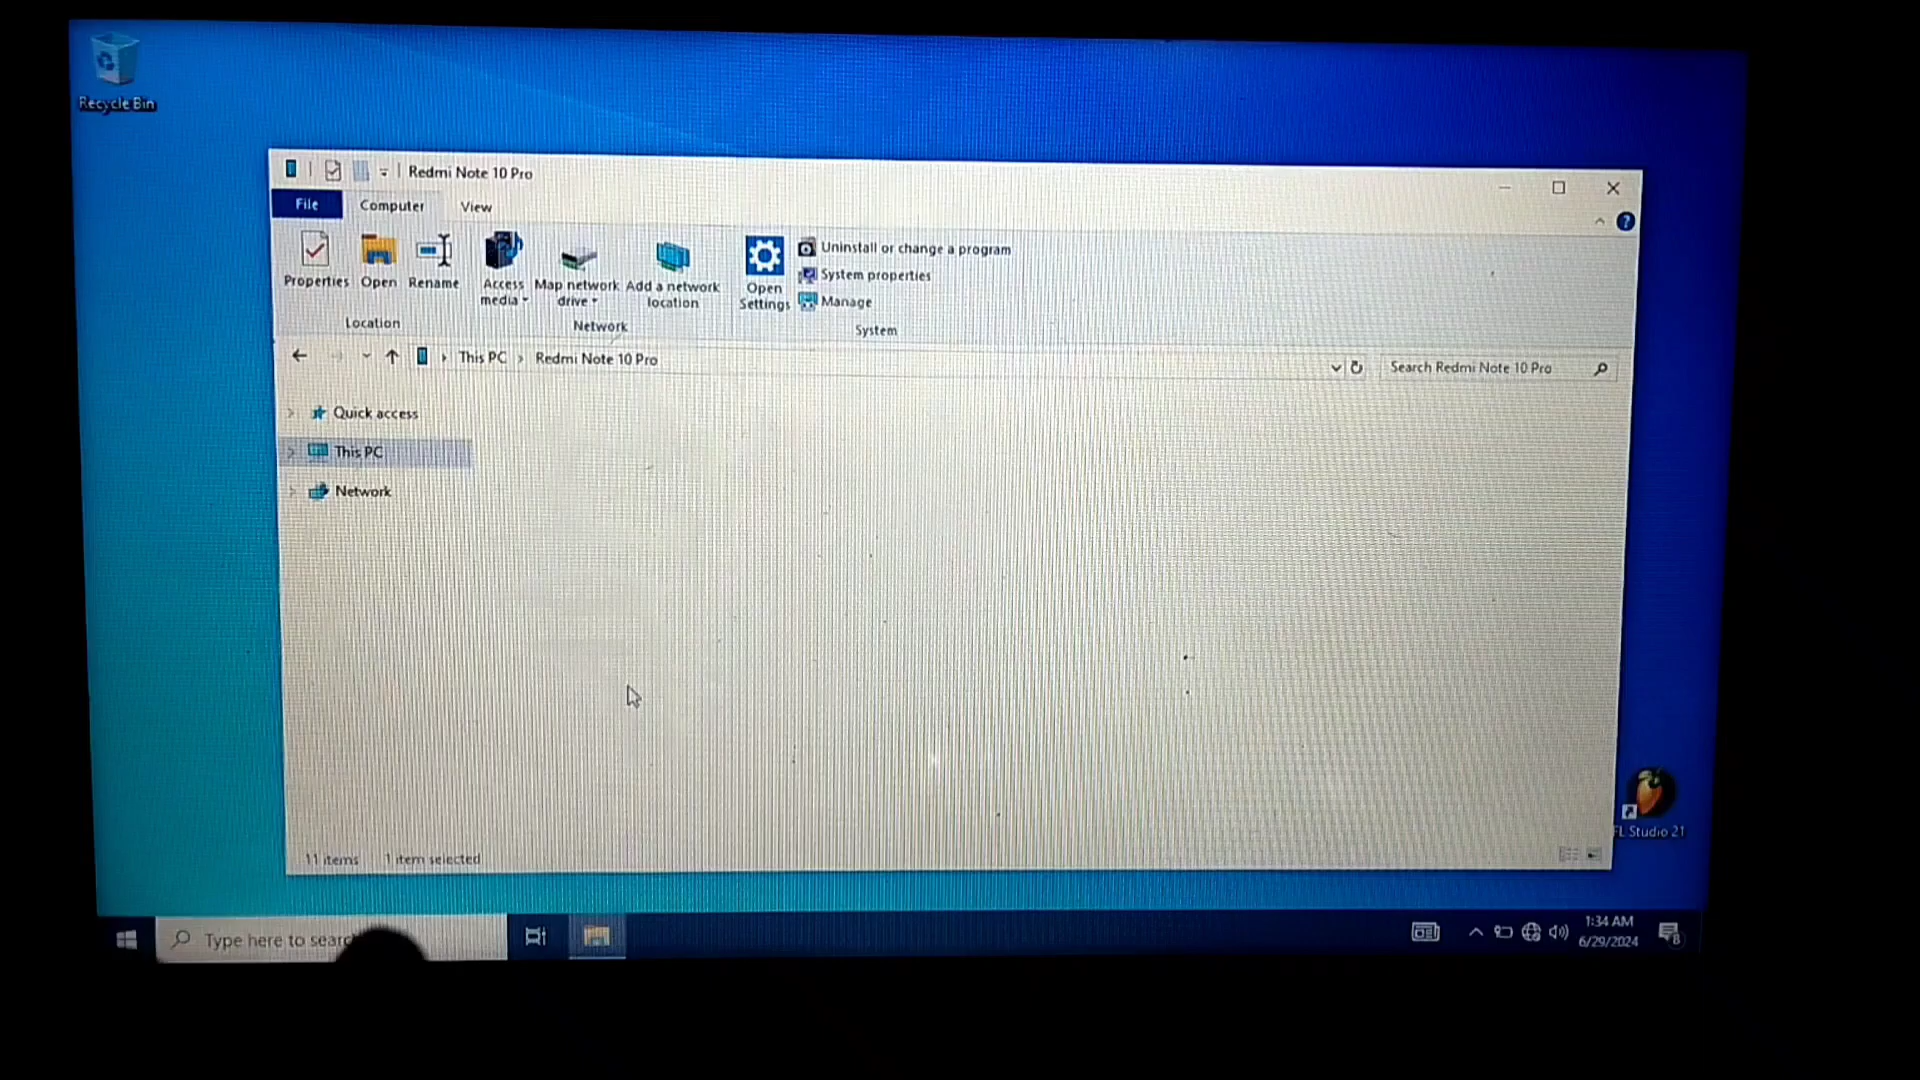 Recycle Bin
Redmi Note 10 Pro
File
Computer
View
Properties
Open
Rename
Access media
Map network drive
Add a network location
Open Settings
Uninstall or change a program
System properties
Manage
Location
Network
System
This PC
Redmi Note 10 Pro
Search Redmi Note 10 Pro
Quick access
This PC
Network
11 items
1 item selected
FL Studio 21
Type here to searc
1:34 AM
6/29/2024
8